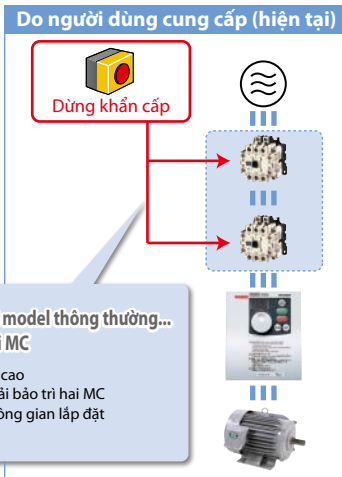 Do người dùng cung cấp (hiện tại)
Dừng khẩn cấp
model thông thường...
i MC
cao
ải bảo trì hai MC
ông gian lắp đặt